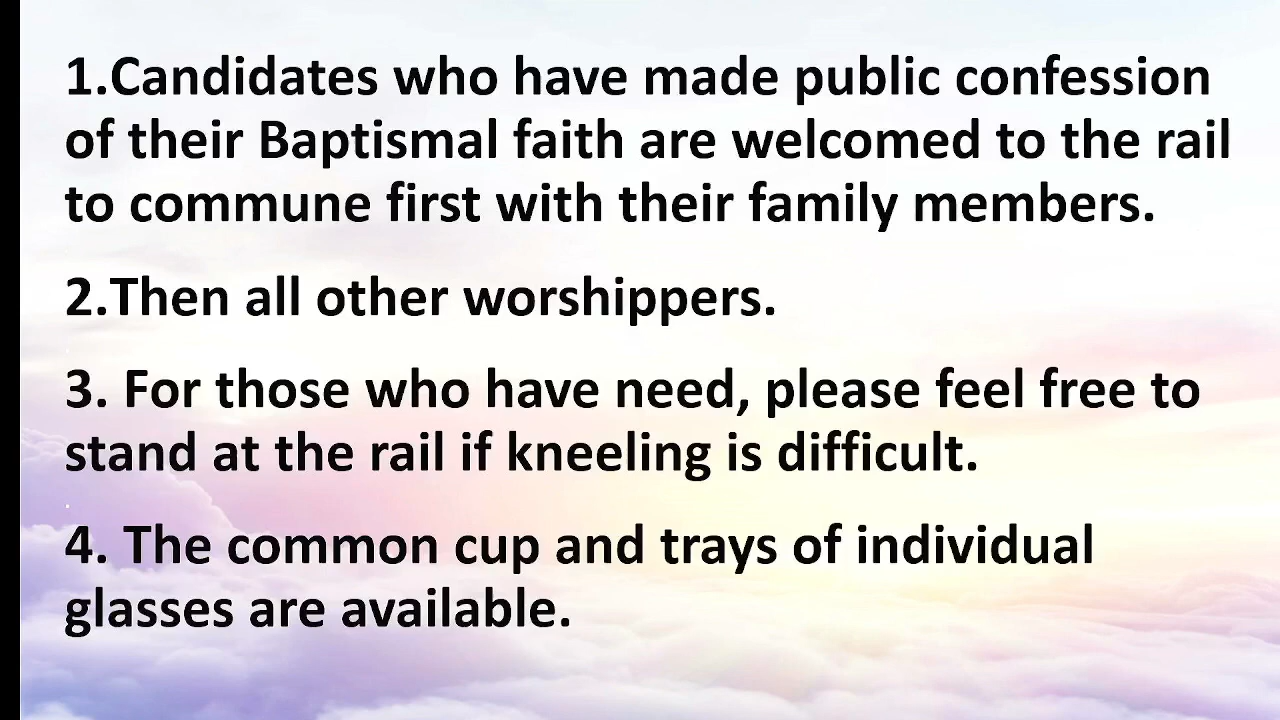 1.Candidates who have made public confession
of their Baptismal faith are welcomed to the rail
to commune first with their family members.
2.Then all other worshippers.
3. For those who have need, please feel free to
stand at the rail if kneeling is difficult.
4. The common cup and trays of individual
glasses are available.